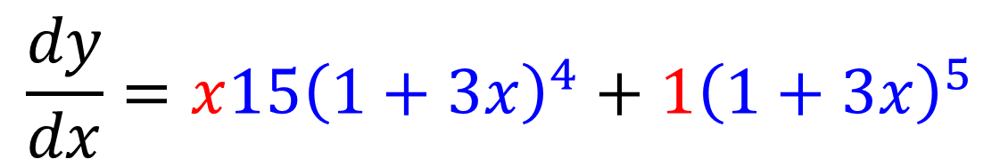 dy/dx = x15(1 + 3x)⁴ + 1(1 + 3x)⁵